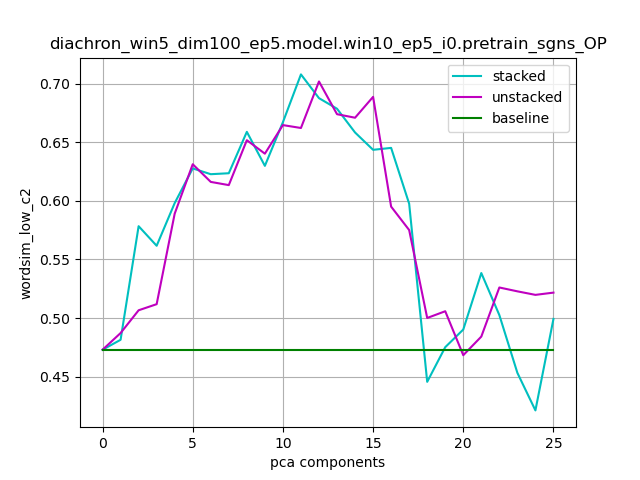 diachron_win5_dim100_ep5.model.win10_ep5_i0.pretrain_sgns_OP
stacked
unstacked
baseline
0.70
0.65
0.60
0.55
0.50
0.45
wordsim_low_c2
0 5 10 15 20 25
pca components